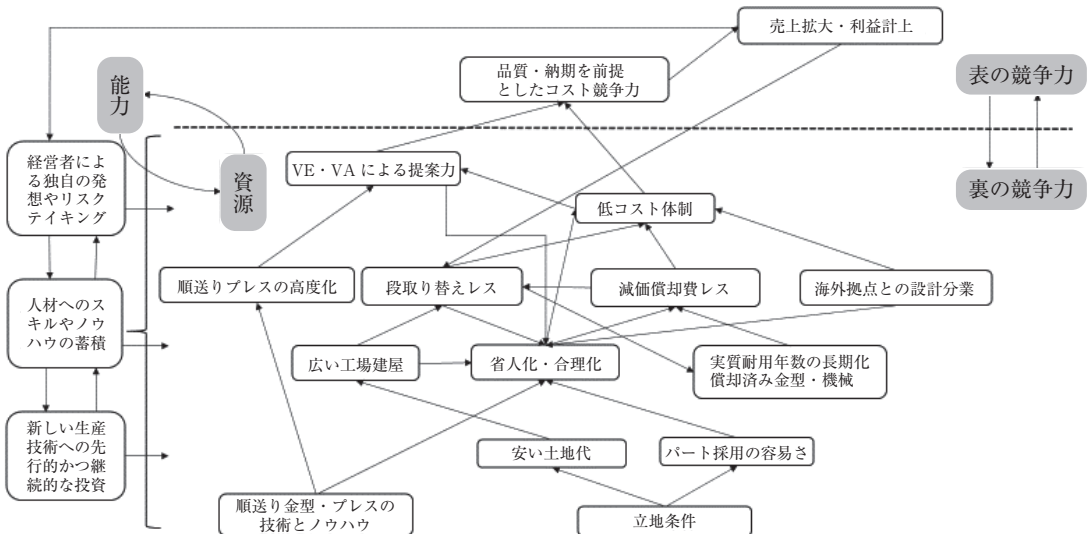 売上拡大・利益計上
品質・納期を前提
としたコスト競争力
表の競争力
裏の競争力
能力
資源
経営者によ
る独自の発
想やリスク
テイキング
VE・VA による提案力
低コスト体制
順送りプレスの高度化
段取り替えレス
減価償却費レス
海外拠点との設計分業
人材へのス
キルやノウ
ハウの蓄積
広い工場建屋
省人化・合理化
実質耐用年数の長期化
償却済み金型・機械
新しい生産
技術への先
行的かつ継
続的な投資
安い土地代
パート採用の容易さ
順送り金型・プレスの
技術とノウハウ
立地条件